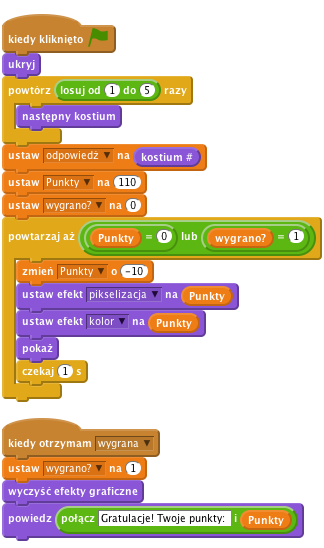 kiedy kliknięto
ukryj
powtórz losuj od 1 do 5 razy
następny kostium
ustaw odpowiedź na kostium #
ustaw Punkty na 110
ustaw wygrano? na 0
powtarzaj aż Punkty = 0 lub wygrano? = 1
zmień Punkty o -10
ustaw efekt pikselizacja na Punkty
ustaw efekt kolor na Punkty
pokaż
czekaj 1 s
kiedy otrzymam wygrana
ustaw wygrano? na 1
wyczyść efekty graficzne
powiedz połącz Gratulacje! Twoje punkty: i Punkty